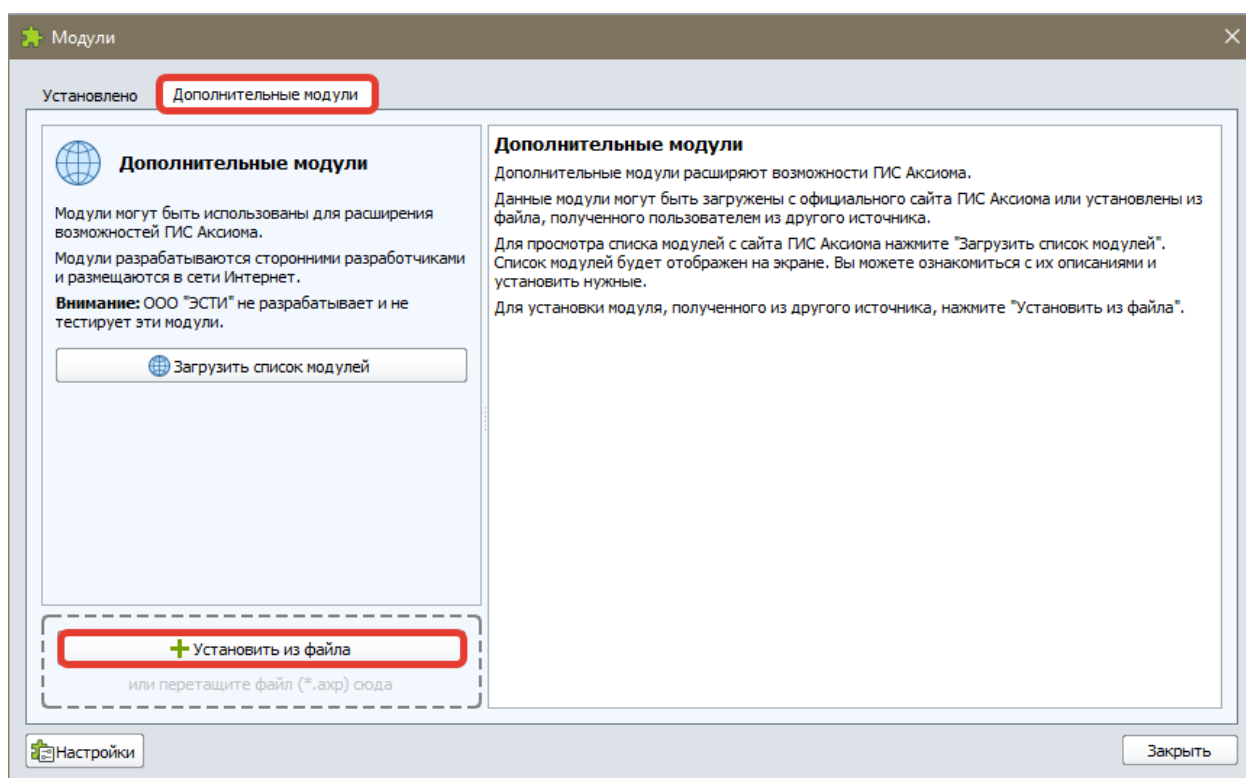 Модули
Установлено
Дополнительные модули
Дополнительные модули
Модули могут быть использованы для расширения
возможностей ГИС Аксиома.
Модули разрабатываются сторонними разработчиками
и размещаются в сети Интернет.
Внимание: ООО "ЭСТИ" не разрабатывает и не
тестирует эти модули.
Загрузить список модулей
Установить из файла
или перетащите файл (*.axp) сюда
Дополнительные модули
Дополнительные модули расширяют возможности ГИС Аксиома.
Данные модули могут быть загружены с официального сайта ГИС Аксиома или установлены из
файла, полученного пользователем из другого источника.
Для просмотра списка модулей с сайта ГИС Аксиома нажмите "Загрузить список модулей".
Список модулей будет отображен на экране. Вы можете ознакомиться с их описаниями и
установить нужные.
Для установки модуля, полученного из другого источника, нажмите "Установить из файла".
Настройки
Закрыть